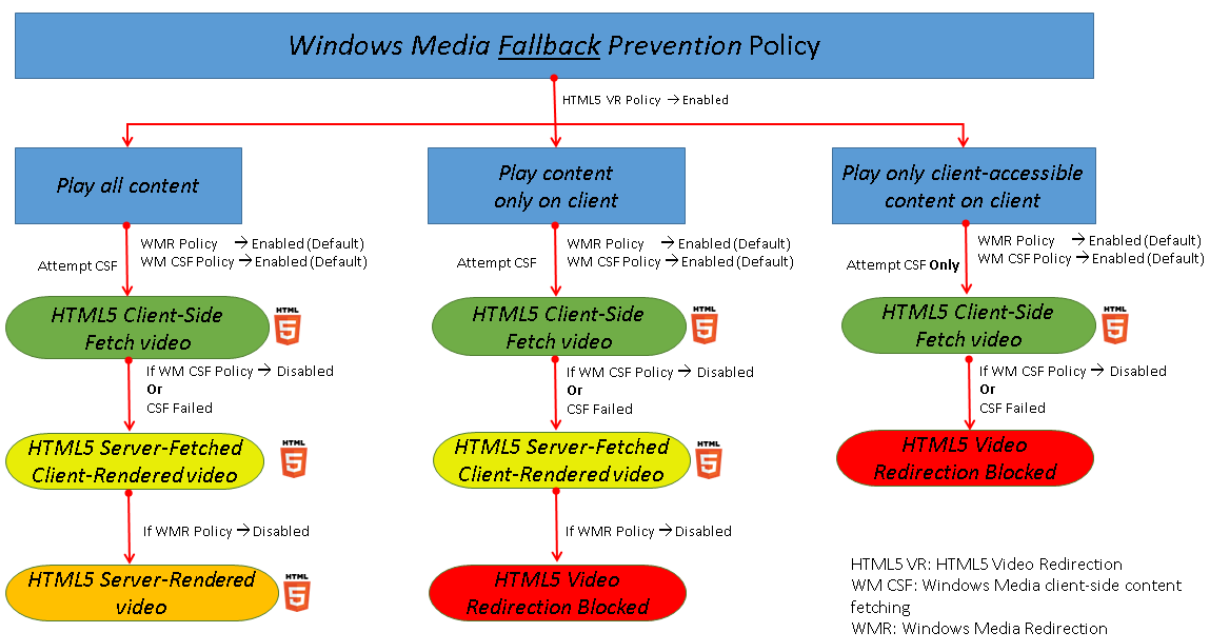 Windows Media Fallback Prevention Policy
HTML5 VR Policy → Enabled
Play all content
Play content
only on client
Play only client-accessible
content on client
WMR Policy → Enabled (Default)
WM CSF Policy → Enabled (Default)
Attempt CSF
WMR Policy → Enabled (Default)
WM CSF Policy → Enabled (Default)
Attempt CSF
WMR Policy → Enabled (Default)
WM CSF Policy → Enabled (Default)
Attempt CSF Only
HTML5 Client-Side
Fetch video
HTML
5
HTML5 Client-Side
Fetch video
HTML
5
HTML5 Client-Side
Fetch video
HTML
5
If WM CSF Policy → Disabled
Or
CSF Failed
If WM CSF Policy → Disabled
Or
CSF Failed
If WM CSF Policy → Disabled
Or
CSF Failed
HTML5 Server-Fetched
Client-Rendered video
HTML
5
HTML5 Server-Fetched
Client-Rendered video
HTML
5
HTML5 Video
Redirection Blocked
If WMR Policy → Disabled
If WMR Policy → Disabled
HTML5 Server-Rendered
video
HTML
5
HTML5 Video
Redirection Blocked
HTML5 VR: HTML5 Video Redirection
WM CSF: Windows Media client-side content
fetching
WMR: Windows Media Redirection